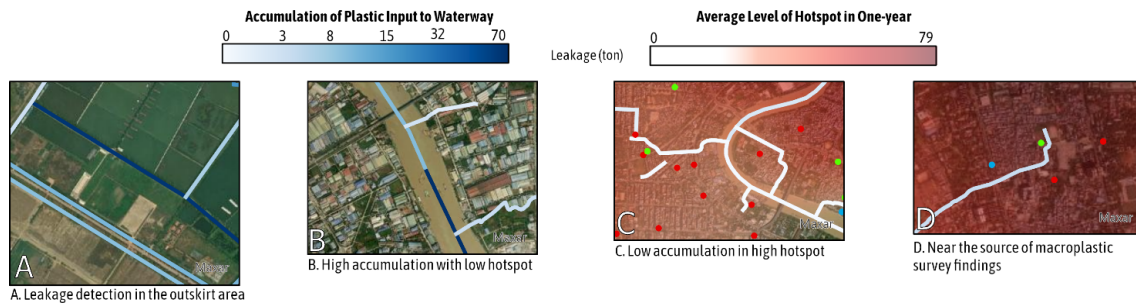 Accumulation of Plastic Input to Waterway
0 3 8 15 32 70
Average Level of Hotspot in One-year
Leakage (ton)
0 79
A
Maxar
A. Leakage detection in the outskirt area
B
Maxar
B. High accumulation with low hotspot
C
Maxar
C. Low accumulation in high hotspot
D
Maxar
D. Near the source of macroplastic
survey findings